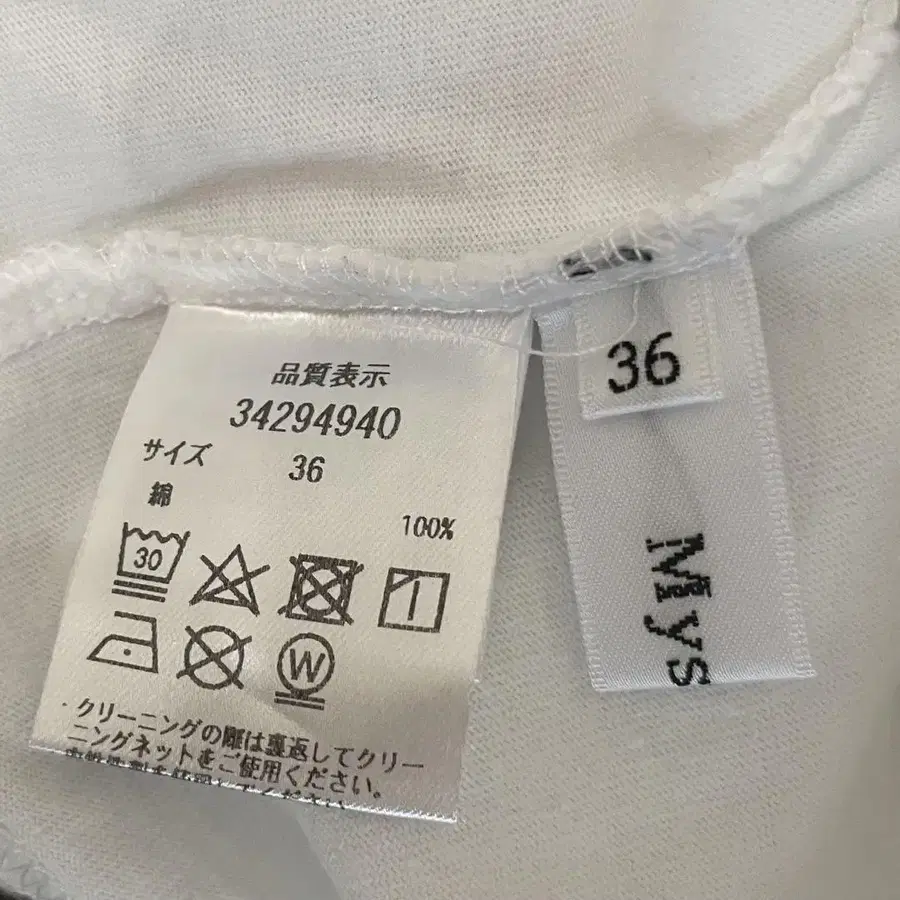 品質表示
34294940
サイズ 36
綿
100%
30
W
・クリーニングの際は裏返してクリー
ニングネットをご使用ください。
36
Mys